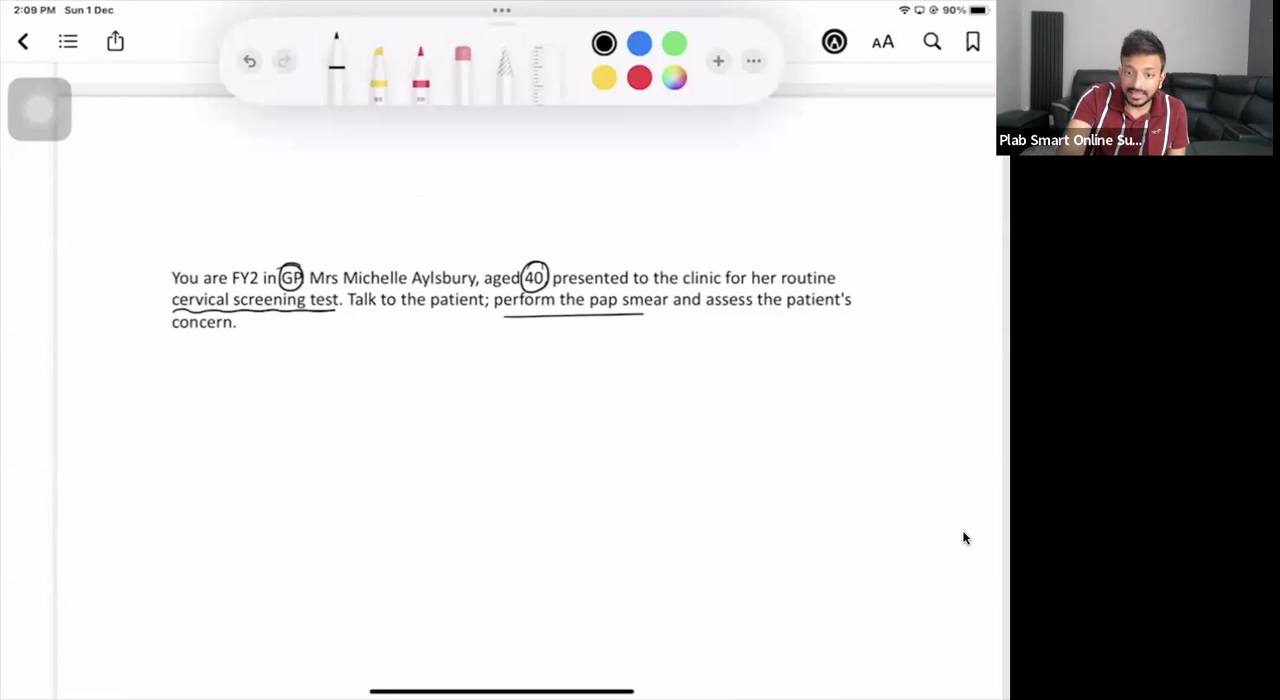 2:09 PM Sun 1 Dec
90%
AA
80
50
Plab Smart Online Su...
You are FY2 in GP Mrs Michelle Aylsbury, aged 40 presented to the clinic for her routine
cervical screening test. Talk to the patient; perform the pap smear and assess the patient's
concern.